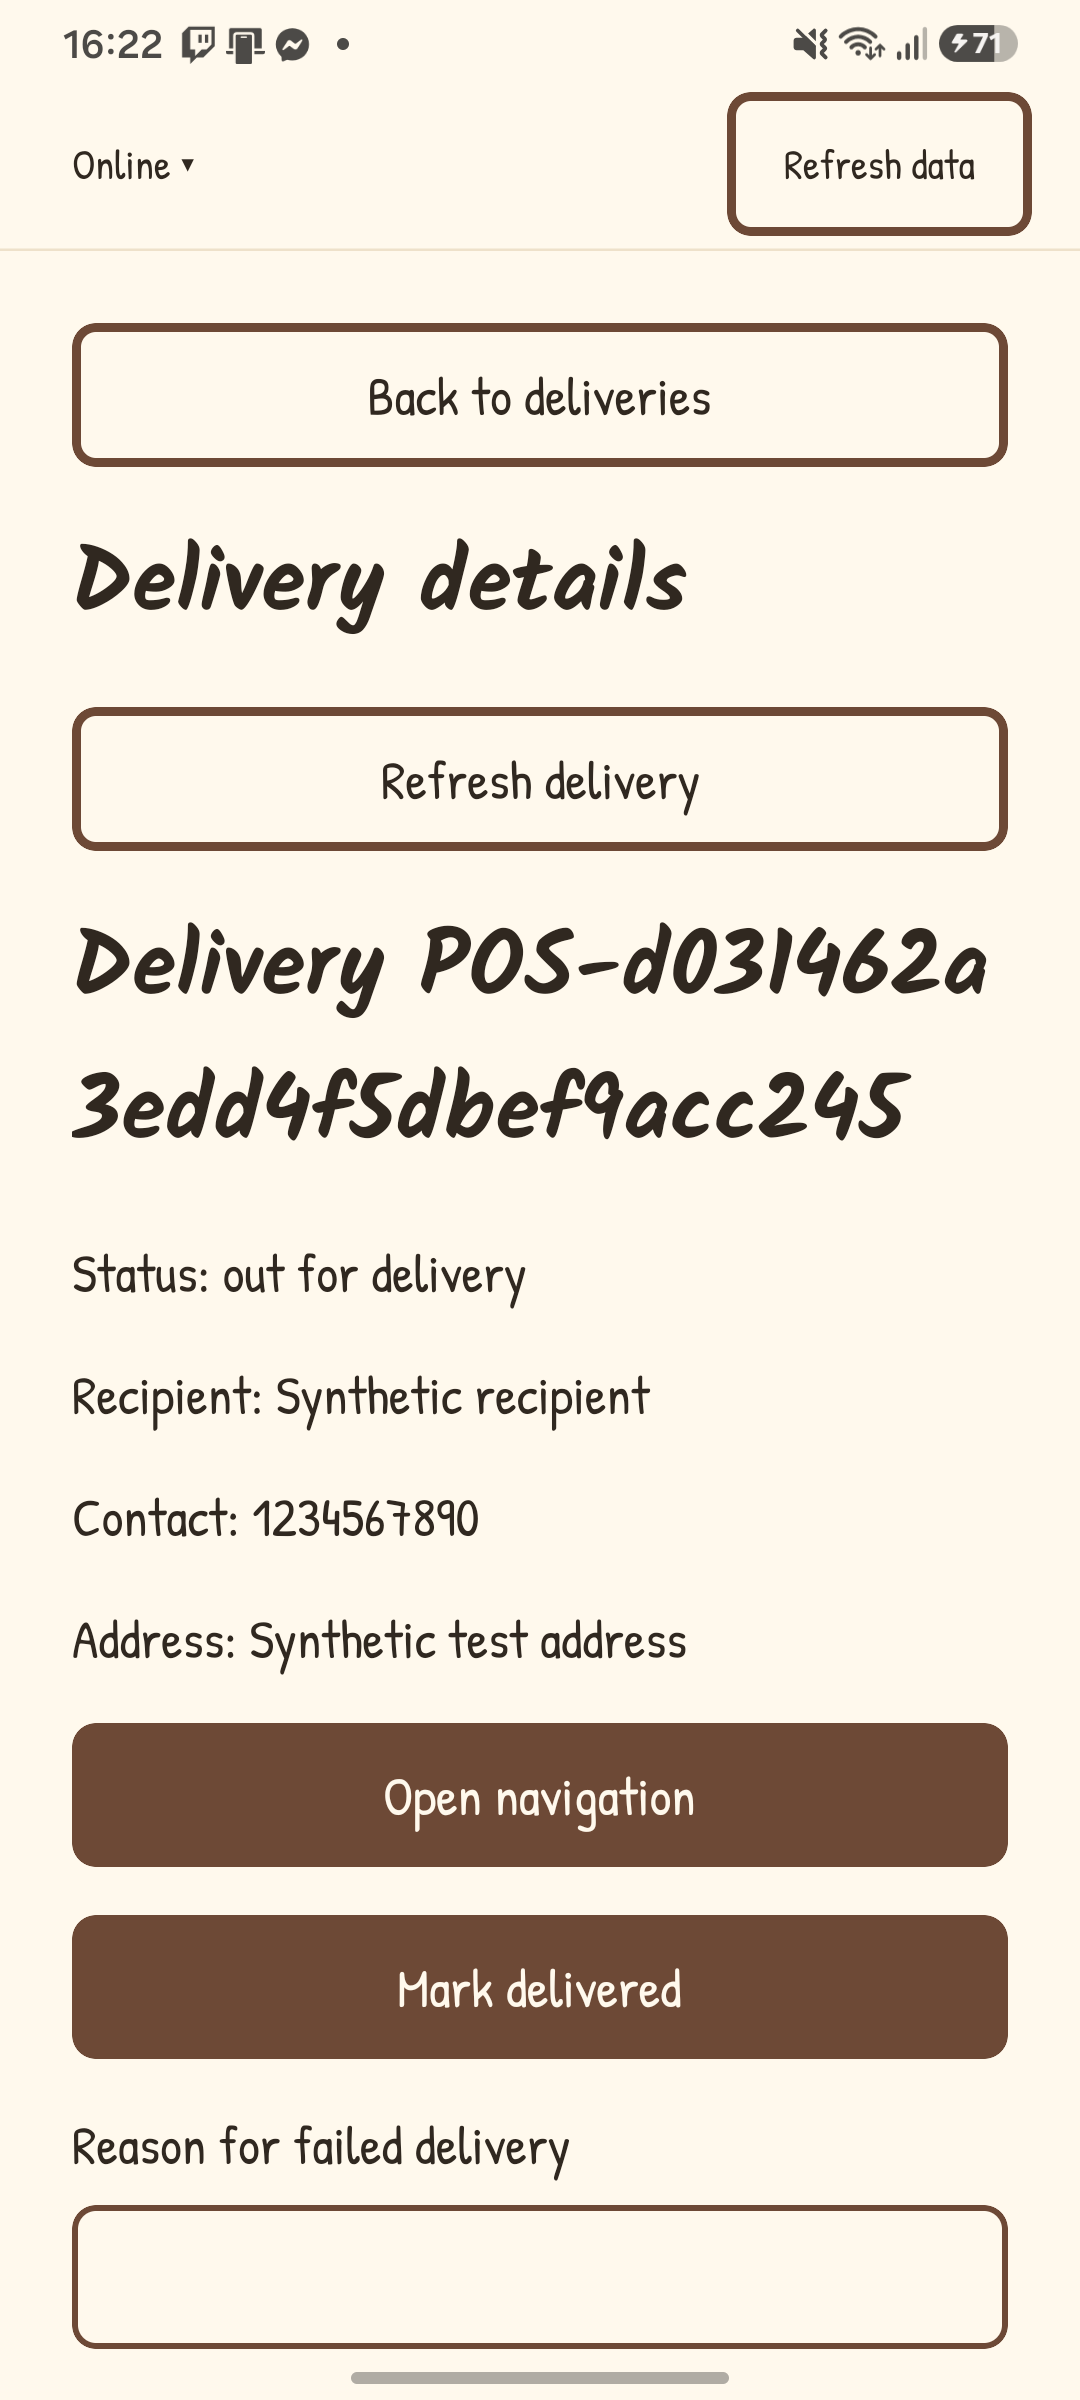 16:22
71
Online ▾
Refresh data
Back to deliveries
Delivery details
Refresh delivery
Delivery POS-d031462a
3edd4f5dbef9acc245
Status: out for delivery
Recipient: Synthetic recipient
Contact: 1234567890
Address: Synthetic test address
Open navigation
Mark delivered
Reason for failed delivery